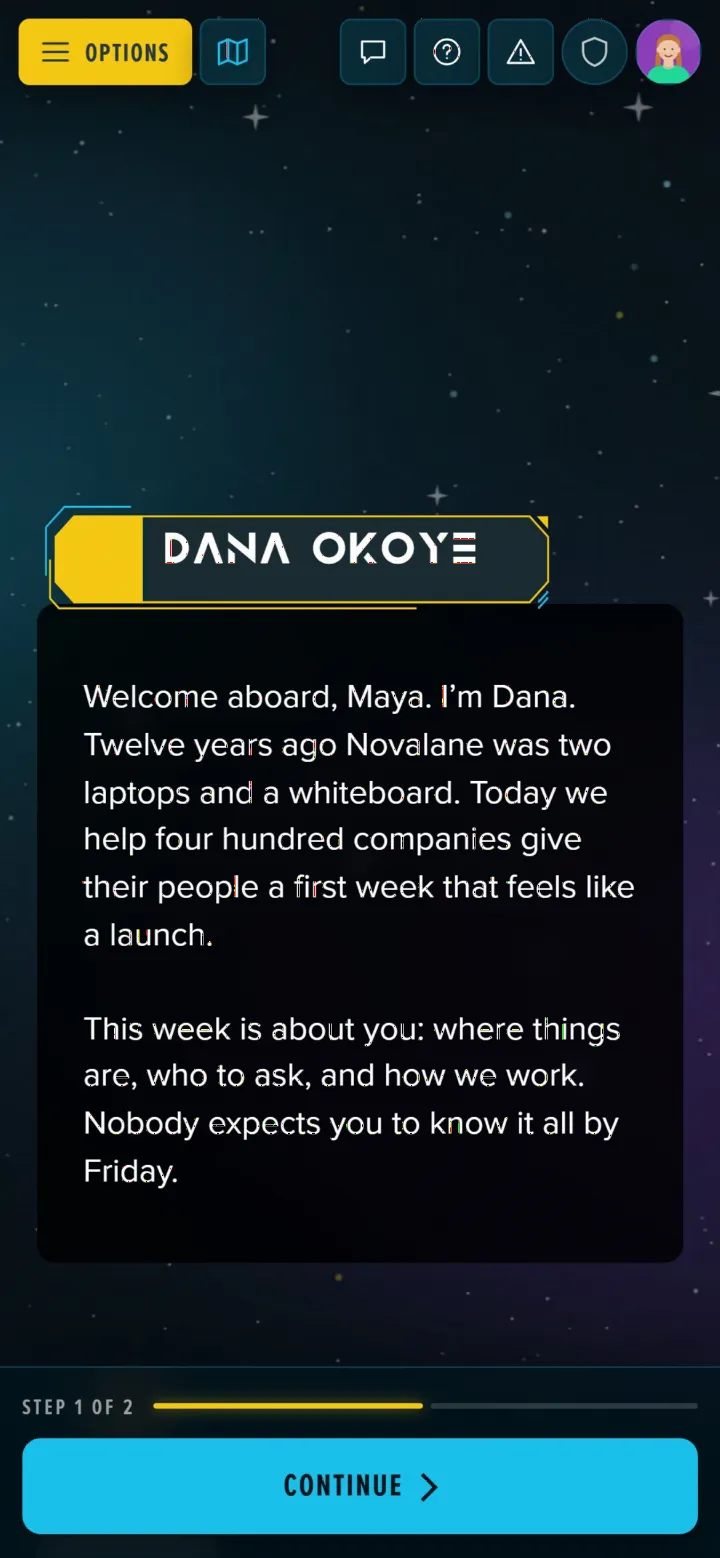 OPTIONS
DANA OKOYE
Welcome aboard, Maya. I’m Dana.
Twelve years ago Novalane was two
laptops and a whiteboard. Today we
help four hundred companies give
their people a first week that feels like
a launch.
This week is about you: where things
are, who to ask, and how we work.
Nobody expects you to know it all by
Friday.
STEP 1 OF 2
CONTINUE